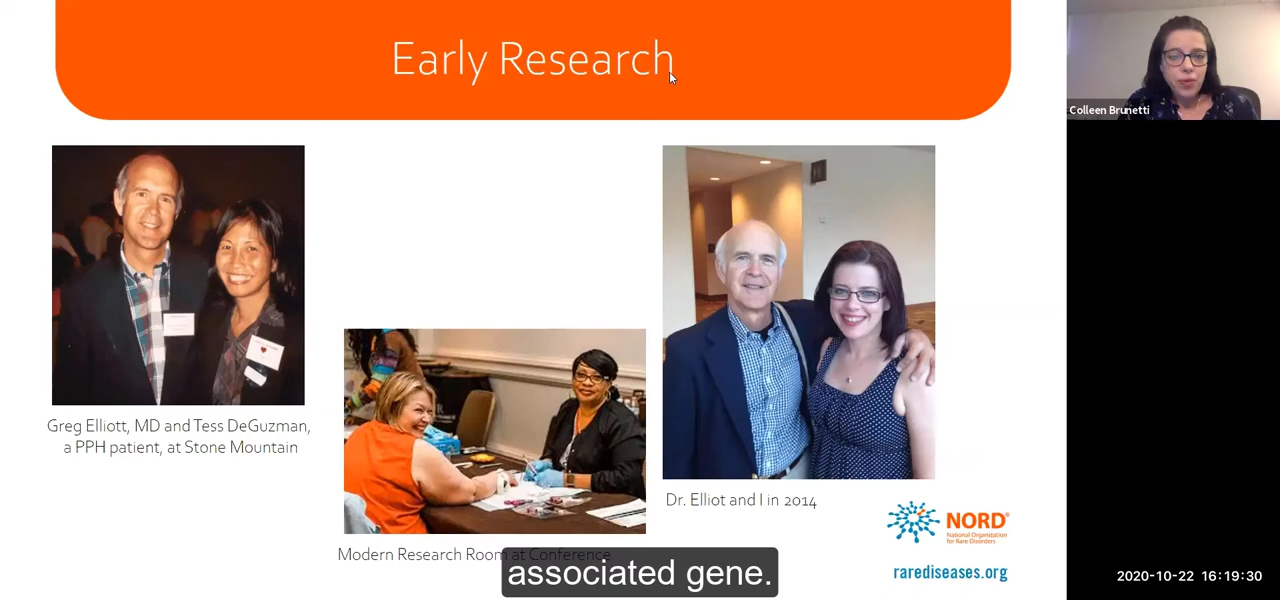 Early Research
Colleen Brunetti
Greg Elliott, MD and Tess DeGuzman,
a PPH patient, at Stone Mountain
Modern Research Room at Conference
Dr. Elliot and I in 2014
NORD®
National Organization
for Rare Disorders
rarediseases.org
associated gene.
2020-10-22 16:19:30